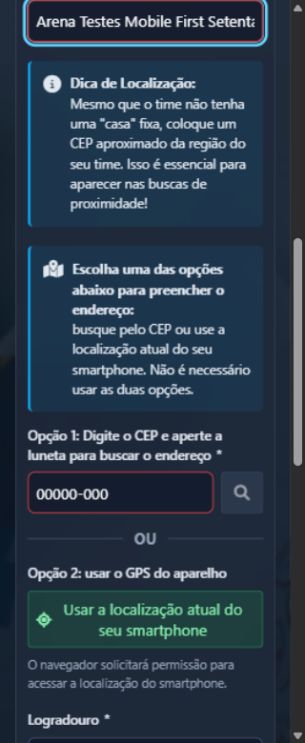 Arena Testes Mobile First Setenta
Dica de Localização:
Mesmo que o time não tenha
uma "casa" fixa, coloque um
CEP aproximado da região do
seu time. Isso é essencial para
aparecer nas buscas de
proximidade!
Escolha uma das opções
abaixo para preencher o
endereço:
busque pelo CEP ou use a
localização atual do seu
smartphone. Não é necessário
usar as duas opções.
Opção 1: Digite o CEP e aperte a
luneta para buscar o endereço *
00000-000
OU
Opção 2: usar o GPS do aparelho
Usar a localização atual do
seu smartphone
O navegador solicitará permissão para
acessar a localização do smartphone.
Logradouro *